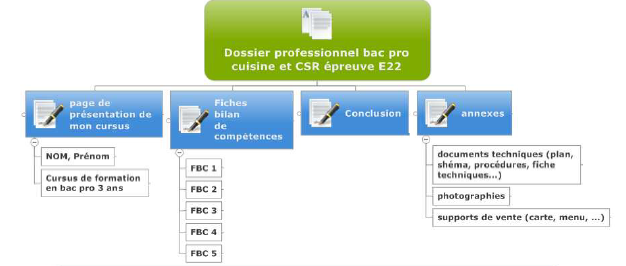 Dossier professionnel bac pro
cuisine et CSR épreuve E22
page de
présentation de
mon cursus
NOM, Prénom
Cursus de formation
en bac pro 3 ans
Fiches
bilan
de
compétences
FBC 1
FBC 2
FBC 3
FBC 4
FBC 5
Conclusion
annexes
documents techniques (plan,
shéma, procédures, fiche
techniques...)
photographies
supports de vente (carte, menu, ...)